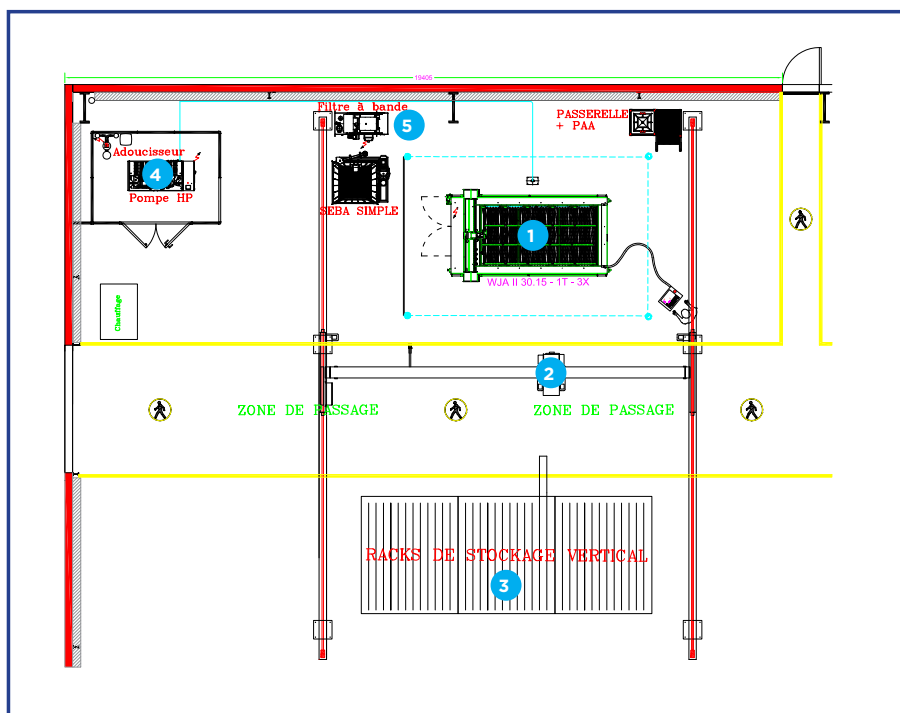 19405
Filtre à bande
5
PASSERELLE
+ PAA
Adoucisseur
4
Pompe HP
SEBA SIMPLE
1
WJA II 30.15 - 1T - 3X
Chauffage
2
ZONE DE PASSAGE
ZONE DE PASSAGE
RACKS DE STOCKAGE VERTICAL
3